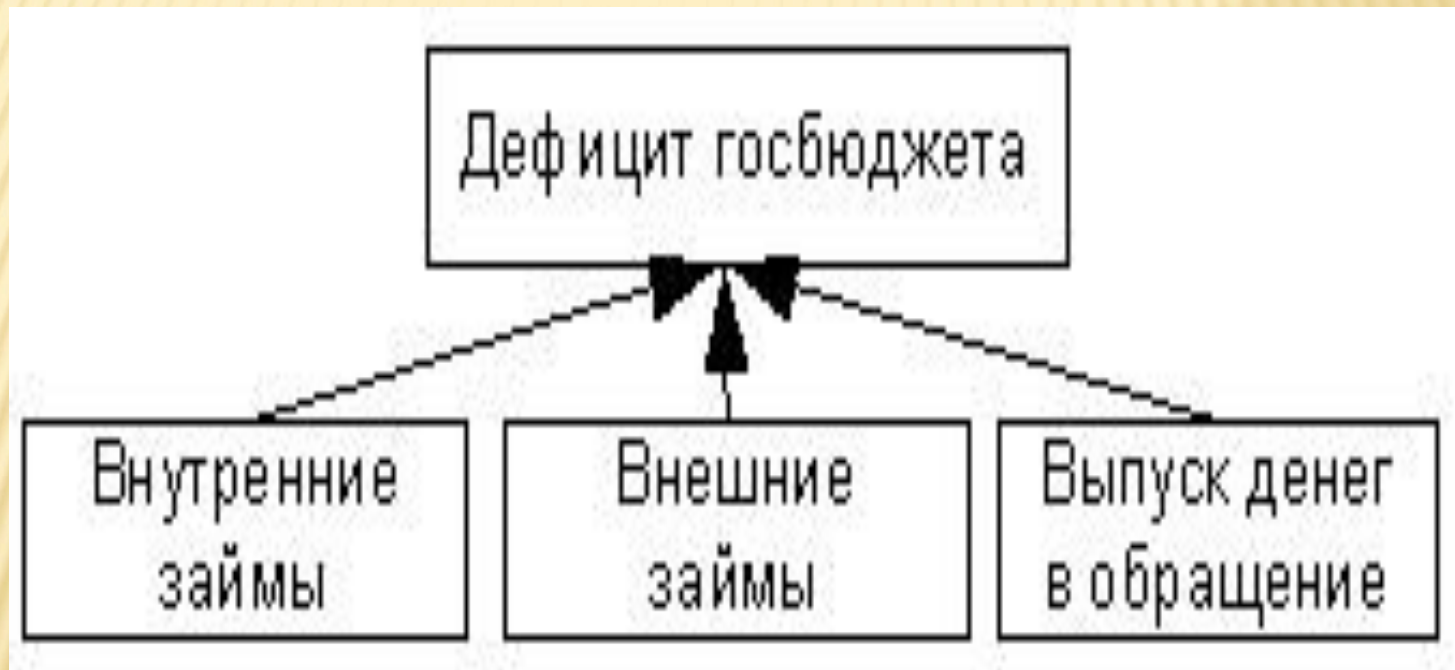 Дефицит госбюджета
Внутренние
займы
Внешние
займы
Выпуск денег
в обращение